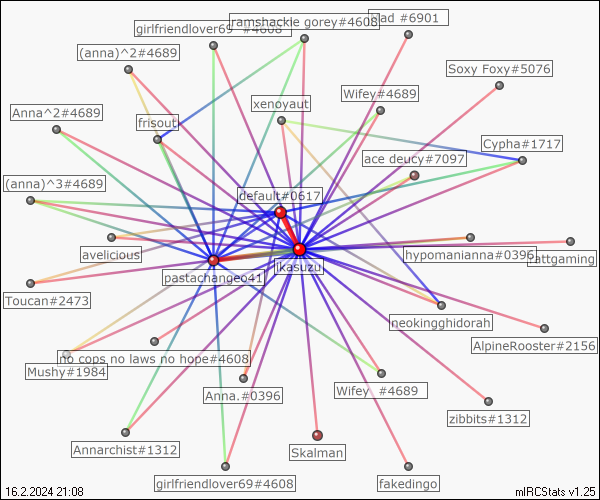 ramshackle gorey#4608
girlfriendlover69 #4608
#6901
(anna)^2#4689
Soxy Foxy#5076
Wifey#4689
xenoyaut
Anna^2#4689
frisout
Cypha#1717
ace deucy#7097
(anna)^3#4689
default#0617
avelicious
hypomanianna#0396
jkasuzu
pastachangeo41
Toucan#2473
neokingghidorah
AlpineRooster#2156
no cops no laws no hope#4608
Mushy#1984
Anna.#0396
Wifey #4689
zibbits#1312
Annarchist#1312
Skalman
girlfriendlover69#4608
fakedingo
16.2.2024 21:08
mIRCStats v1.25